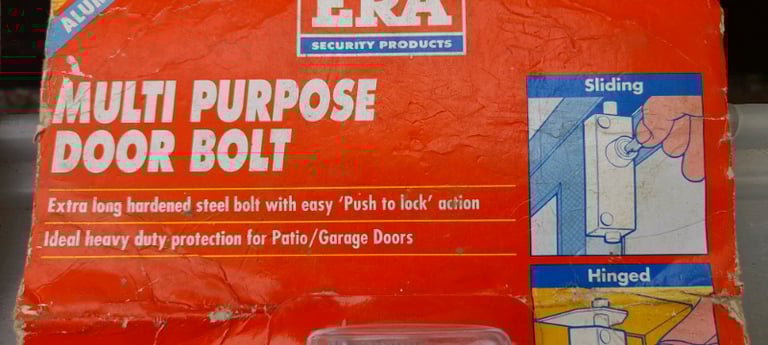 ERA
SECURITY PRODUCTS
MULTI PURPOSE
DOOR BOLT
Extra long hardened steel bolt with easy 'Push to lock' action
Ideal heavy duty protection for Patio/Garage Doors
Sliding
Hinged